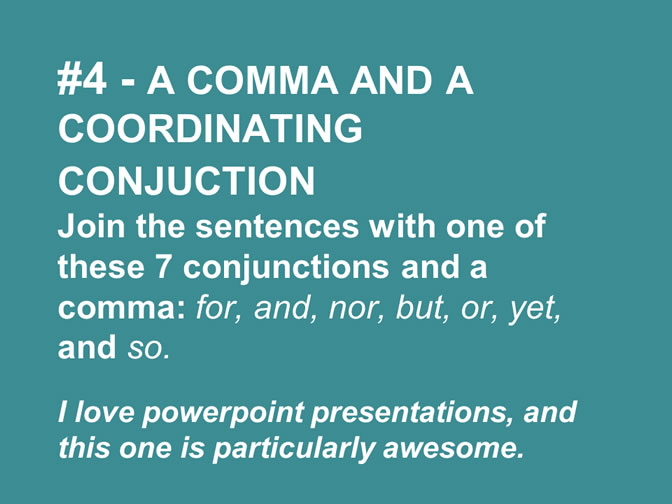 #4 - A COMMA AND A
COORDINATING
CONJUCTION
Join the sentences with one of
these 7 conjunctions and a
comma: for, and, nor, but, or, yet,
and so.
I love powerpoint presentations, and
this one is particularly awesome.